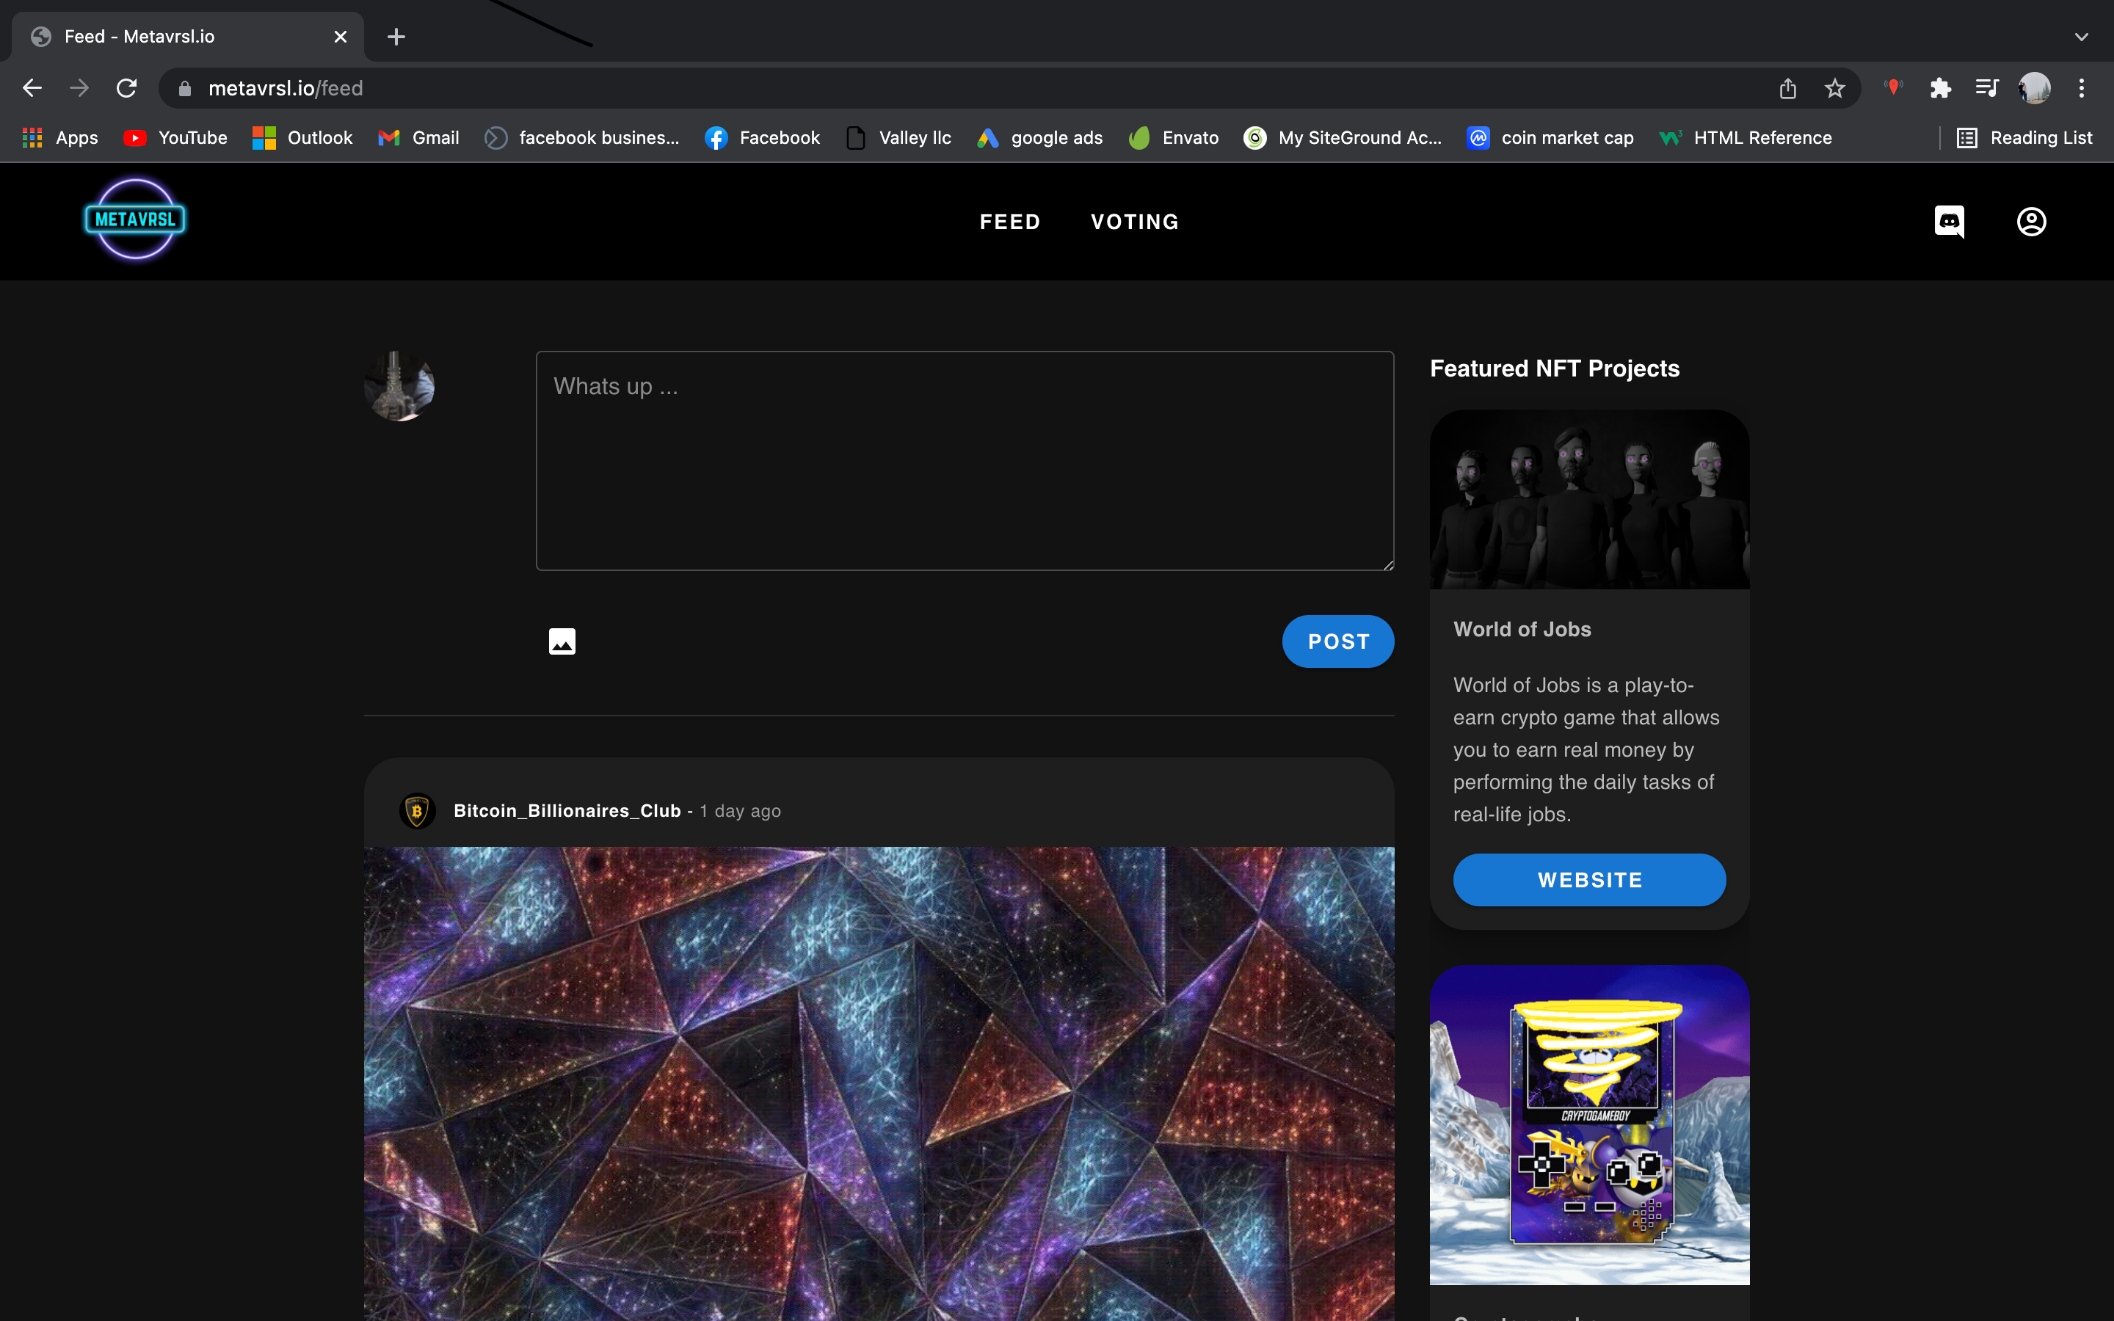 Feed - Metavrsl.io
metavrsl.io/feed
Apps YouTube Outlook Gmail facebook busines... Facebook Valley llc google ads Envato My SiteGround Ac... coin market cap HTML Reference Reading List
METAVRSL
FEED VOTING
Whats up ...
POST
Bitcoin_Billionaires_Club - 1 day ago
Featured NFT Projects
World of Jobs
World of Jobs is a play-to-
earn crypto game that allows
you to earn real money by
performing the daily tasks of
real-life jobs.
WEBSITE
CRYPTOGAMEBOY